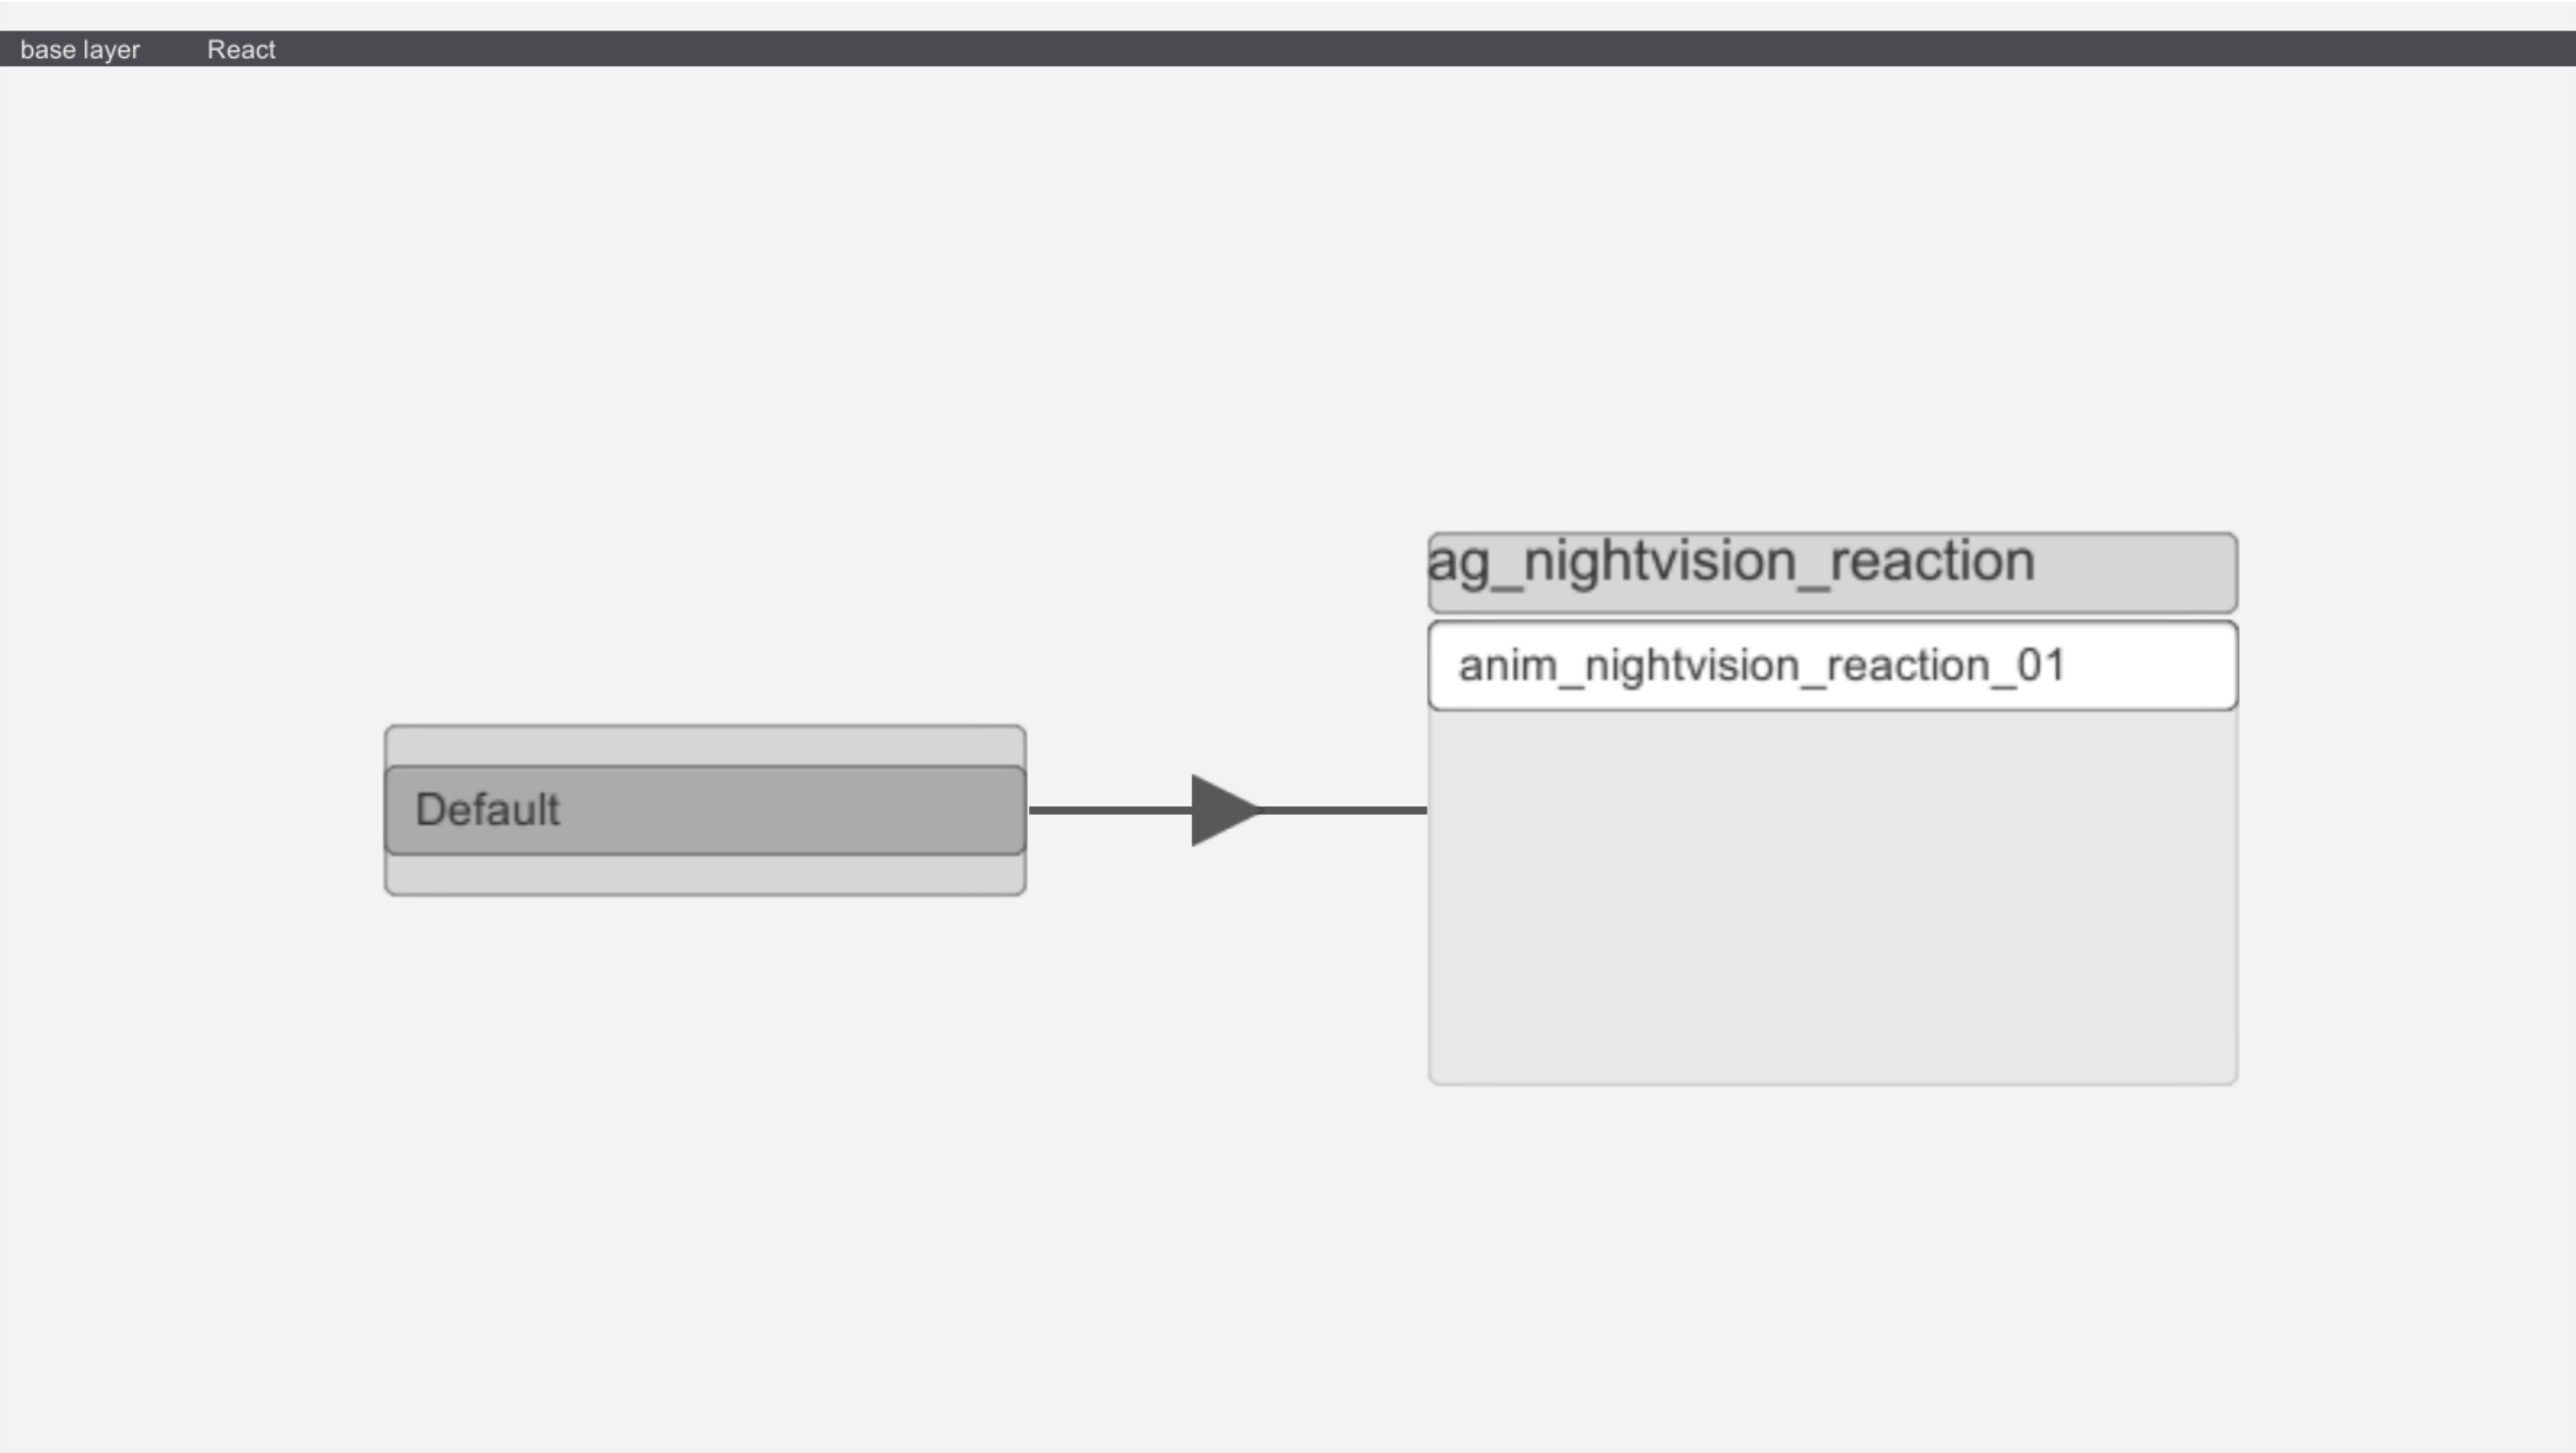 base layer React
ag_nightvision_reaction
anim_nightvision_reaction_01
Default